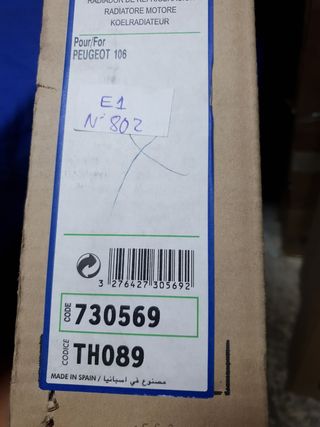 RADIATORE MOTORE
KOELRADIATEUR
Pour/For
PEUGEOT 106
E1
N° 802
3 276427 305692
CODE 730569
CODICE TH089
MADE IN SPAIN / مصنوع في اسبانيا